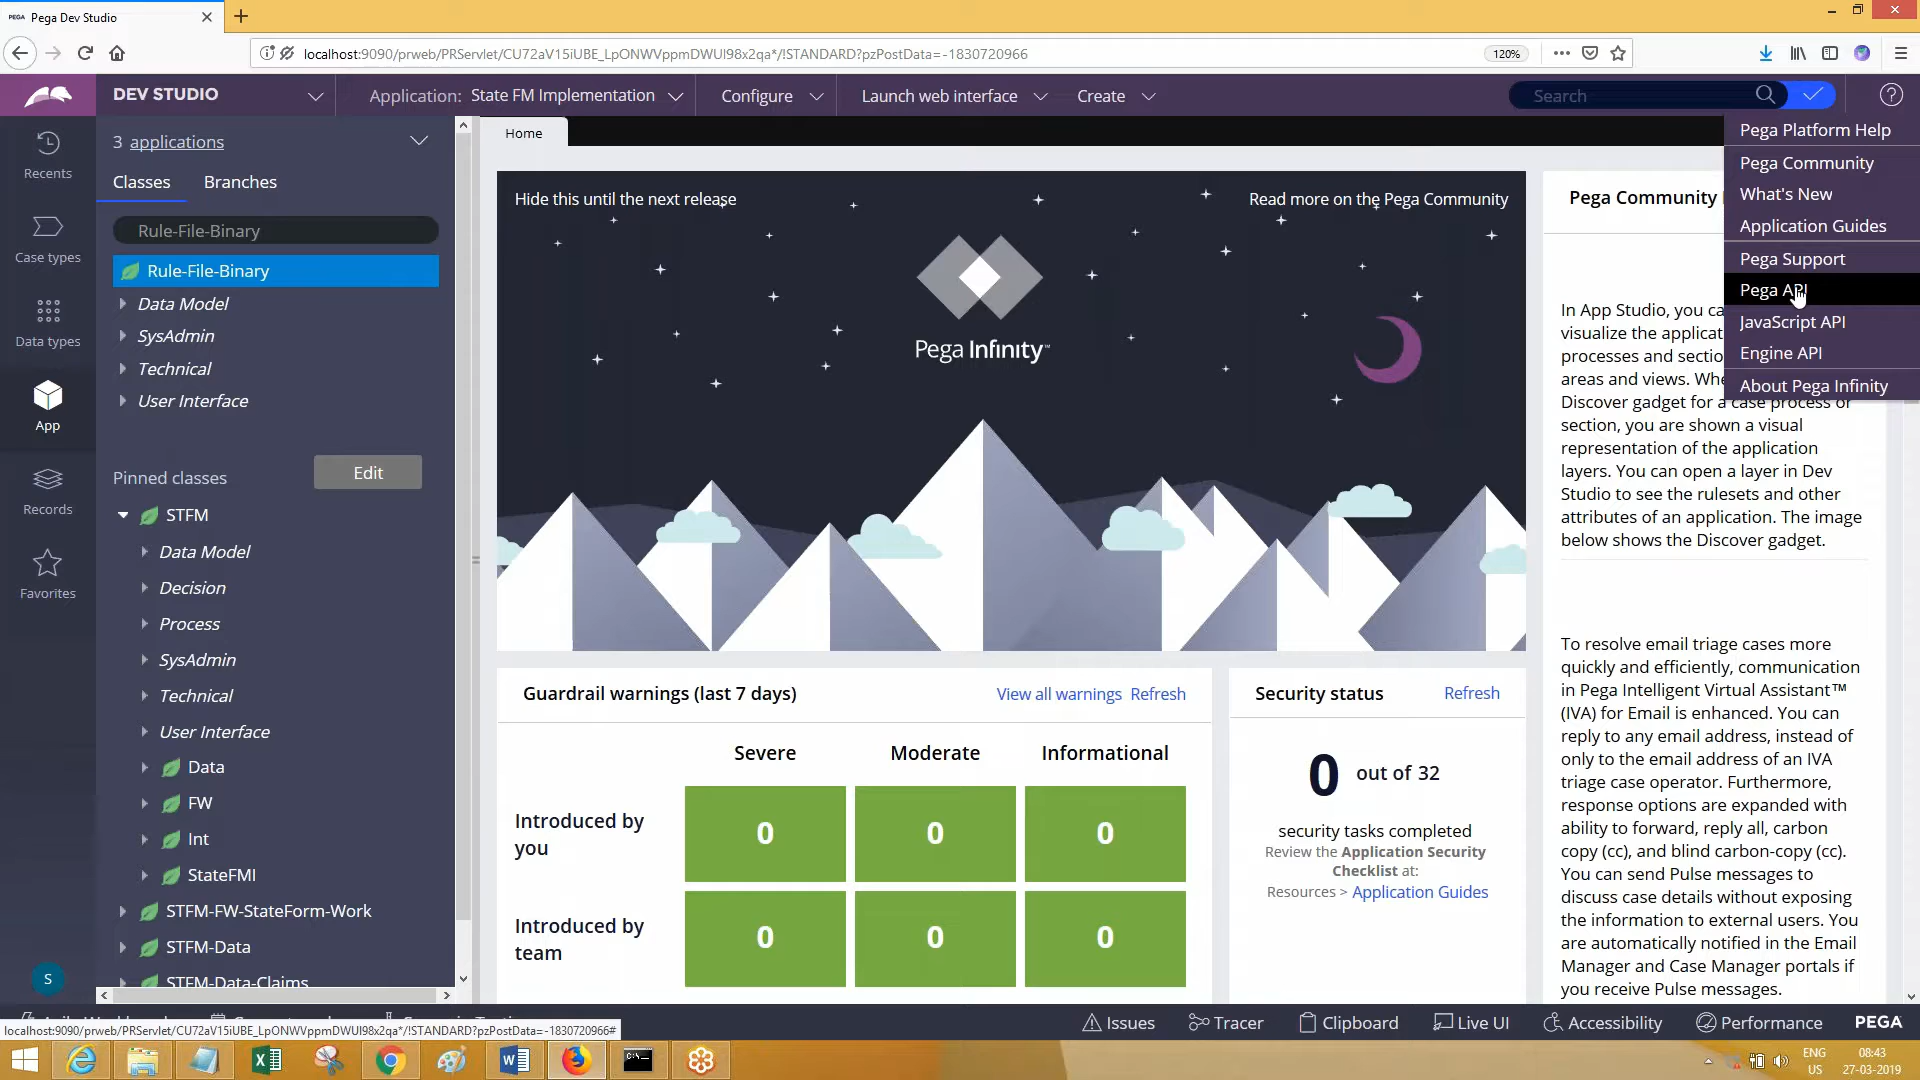 PEGA Pega Dev Studio
localhost:9090/prweb/PRServlet/CU72aV15iUBE_LpONWVppmDWUl98x2qa*/!STANDARD?pzPostData=-1830720966
120%
DEV STUDIO
Application: State FM Implementation
Configure
Launch web interface
Create
Search
Recents
Case types
Data types
App
Records
Favorites
S
3 applications
Classes
Branches
Rule-File-Binary
Rule-File-Binary
Data Model
SysAdmin
Technical
User Interface
Pinned classes
Edit
STFM
Data Model
Decision
Process
SysAdmin
Technical
User Interface
Data
FW
Int
StateFMI
STFM-FW-StateForm-Work
STFM-Data
STFM-Data-Claims
Home
Hide this until the next release
Read more on the Pega Community
Pega Infinity™
Guardrail warnings (last 7 days)
View all warnings
Refresh
Severe
Moderate
Informational
Introduced by
you
0
0
0
Introduced by
team
0
0
0
Security status
Refresh
0 out of 32
security tasks completed
Review the Application Security
Checklist at:
Resources > Application Guides
Pega Community
Pega Platform Help
Pega Community
What's New
Application Guides
Pega Support
Pega API
JavaScript API
Engine API
About Pega Infinity
In App Studio, you ca
visualize the applicat
processes and sectio
areas and views. Whe
Discover gadget for a case process or
section, you are shown a visual
representation of the application
layers. You can open a layer in Dev
Studio to see the rulesets and other
attributes of an application. The image
below shows the Discover gadget.
To resolve email triage cases more
quickly and efficiently, communication
in Pega Intelligent Virtual Assistant™
(IVA) for Email is enhanced. You can
reply to any email address, instead of
only to the email address of an IVA
triage case operator. Furthermore,
response options are expanded with
ability to forward, reply all, carbon
copy (cc), and blind carbon-copy (cc).
You can send Pulse messages to
discuss case details without exposing
the information to external users. You
are automatically notified in the Email
Manager and Case Manager portals if
you receive Pulse messages.
localhost:9090/prweb/PRServlet/CU72aV15iUBE_LpONWVppmDWUl98x2qa*/!STANDARD?pzPostData=-1830720966#
Issues
Tracer
Clipboard
Live UI
Accessibility
Performance
PEGA
ENG
US
08:43
27-03-2019